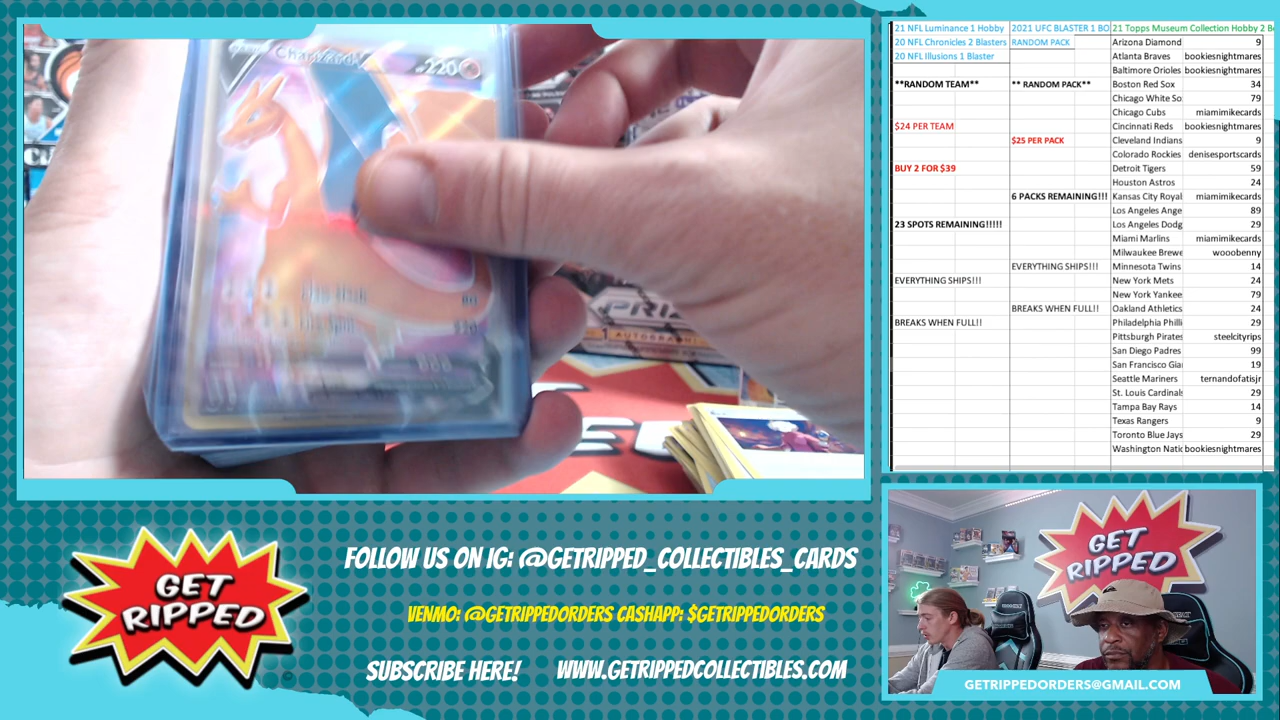 Charizard V
220
PRIZM
1 AUTOGRAPH
21 NFL Luminance 1 Hobby
20 NFL Chronicles 2 Blasters
20 NFL Illusions 1 Blaster
**RANDOM TEAM**
$24 PER TEAM
BUY 2 FOR $39
23 SPOTS REMAINING!!!!!
EVERYTHING SHIPS!!!
BREAKS WHEN FULL!!
2021 UFC BLASTER 1 BO
RANDOM PACK
** RANDOM PACK**
$25 PER PACK
6 PACKS REMAINING!!!
EVERYTHING SHIPS!!!
BREAKS WHEN FULL!!
21 Topps Museum Collection Hobby 2 B
Arizona Diamond 9
Atlanta Braves bookiesnightmares
Baltimore Orioles bookiesnightmares
Boston Red Sox 34
Chicago White So 79
Chicago Cubs miamimikecards
Cincinnati Reds bookiesnightmares
Cleveland Indians 9
Colorado Rockies denisesportscards
Detroit Tigers 59
Houston Astros 24
Kansas City Royal miamimikecards
Los Angeles Ange 89
Los Angeles Dodg 29
Miami Marlins miamimikecards
Milwaukee Brewe wooobenny
Minnesota Twins 14
New York Mets 24
New York Yankee 79
Oakland Athletics 24
Philadelphia Philli 29
Pittsburgh Pirates steelcityrips
San Diego Padres 99
San Francisco Gia 19
Seattle Mariners ternandofatisjr
St. Louis Cardinals 29
Tampa Bay Rays 14
Texas Rangers 9
Toronto Blue Jays 29
Washington Natic bookiesnightmares
GET
RIPPED
FOLLOW US ON IG: @GETRIPPED_COLLECTIBLES_CARDS
VENMO: @GETRIPPEDORDERS CASHAPP: $GETRIPPEDORDERS
SUBSCRIBE HERE! WWW.GETRIPPEDCOLLECTIBLES.COM
GET
RIPPED
GETRIPPEDORDERS@GMAIL.COM